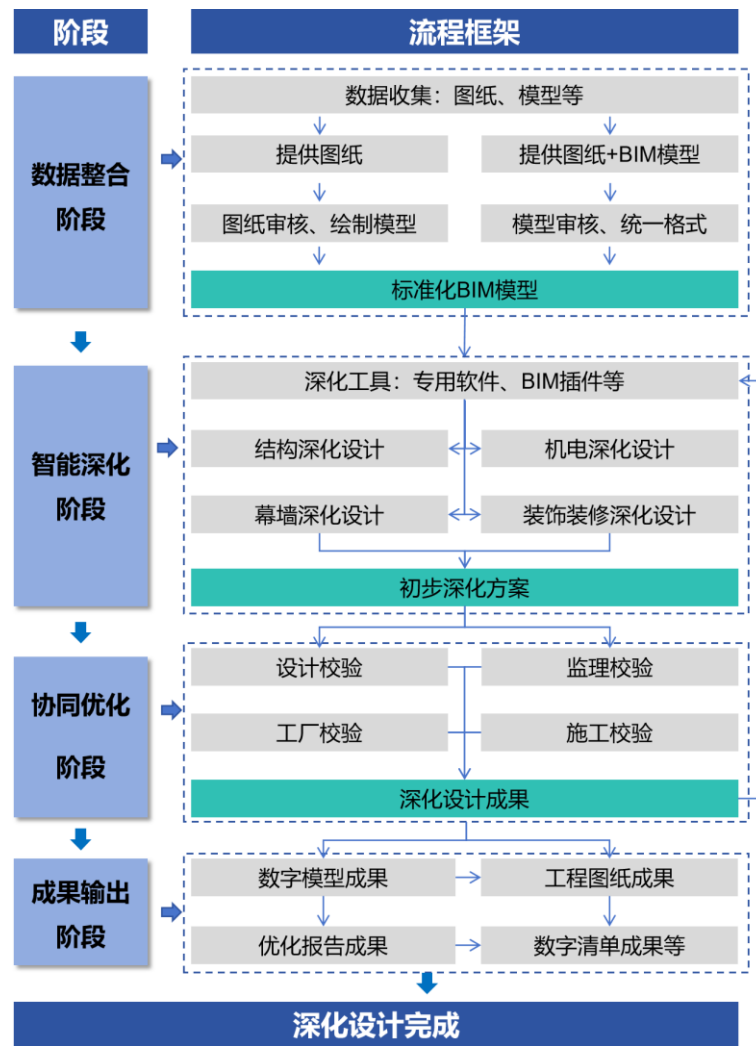 阶段
流程框架
数据整合
阶段
数据收集：图纸、模型等
提供图纸
提供图纸+BIM模型
图纸审核、绘制模型
模型审核、统一格式
标准化BIM模型
智能深化
阶段
深化工具：专用软件、BIM插件等
结构深化设计
机电深化设计
幕墙深化设计
装饰装修深化设计
初步深化方案
协同优化
阶段
设计校验
监理校验
工厂校验
施工校验
深化设计成果
成果输出
阶段
数字模型成果
工程图纸成果
优化报告成果
数字清单成果等
深化设计完成